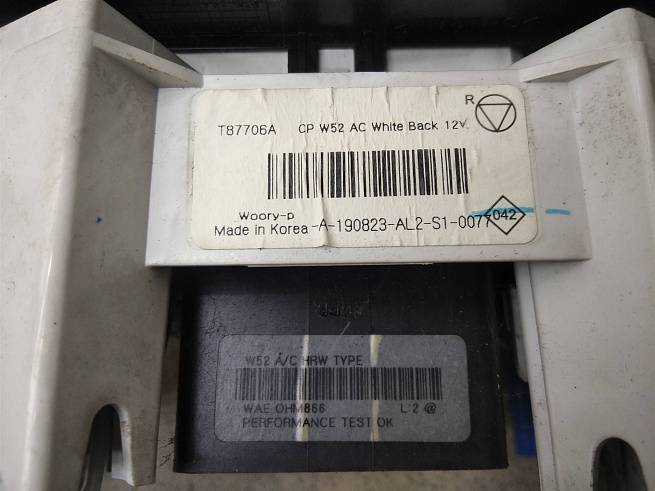 T87706A CP W52 AC White Back 12V
R
Woory-p
Made in Korea -A-190823-AL2-S1-0077
042
W52 A/C HRW TYPE
WAE OHM866 L:2 @
PERFORMANCE TEST OK